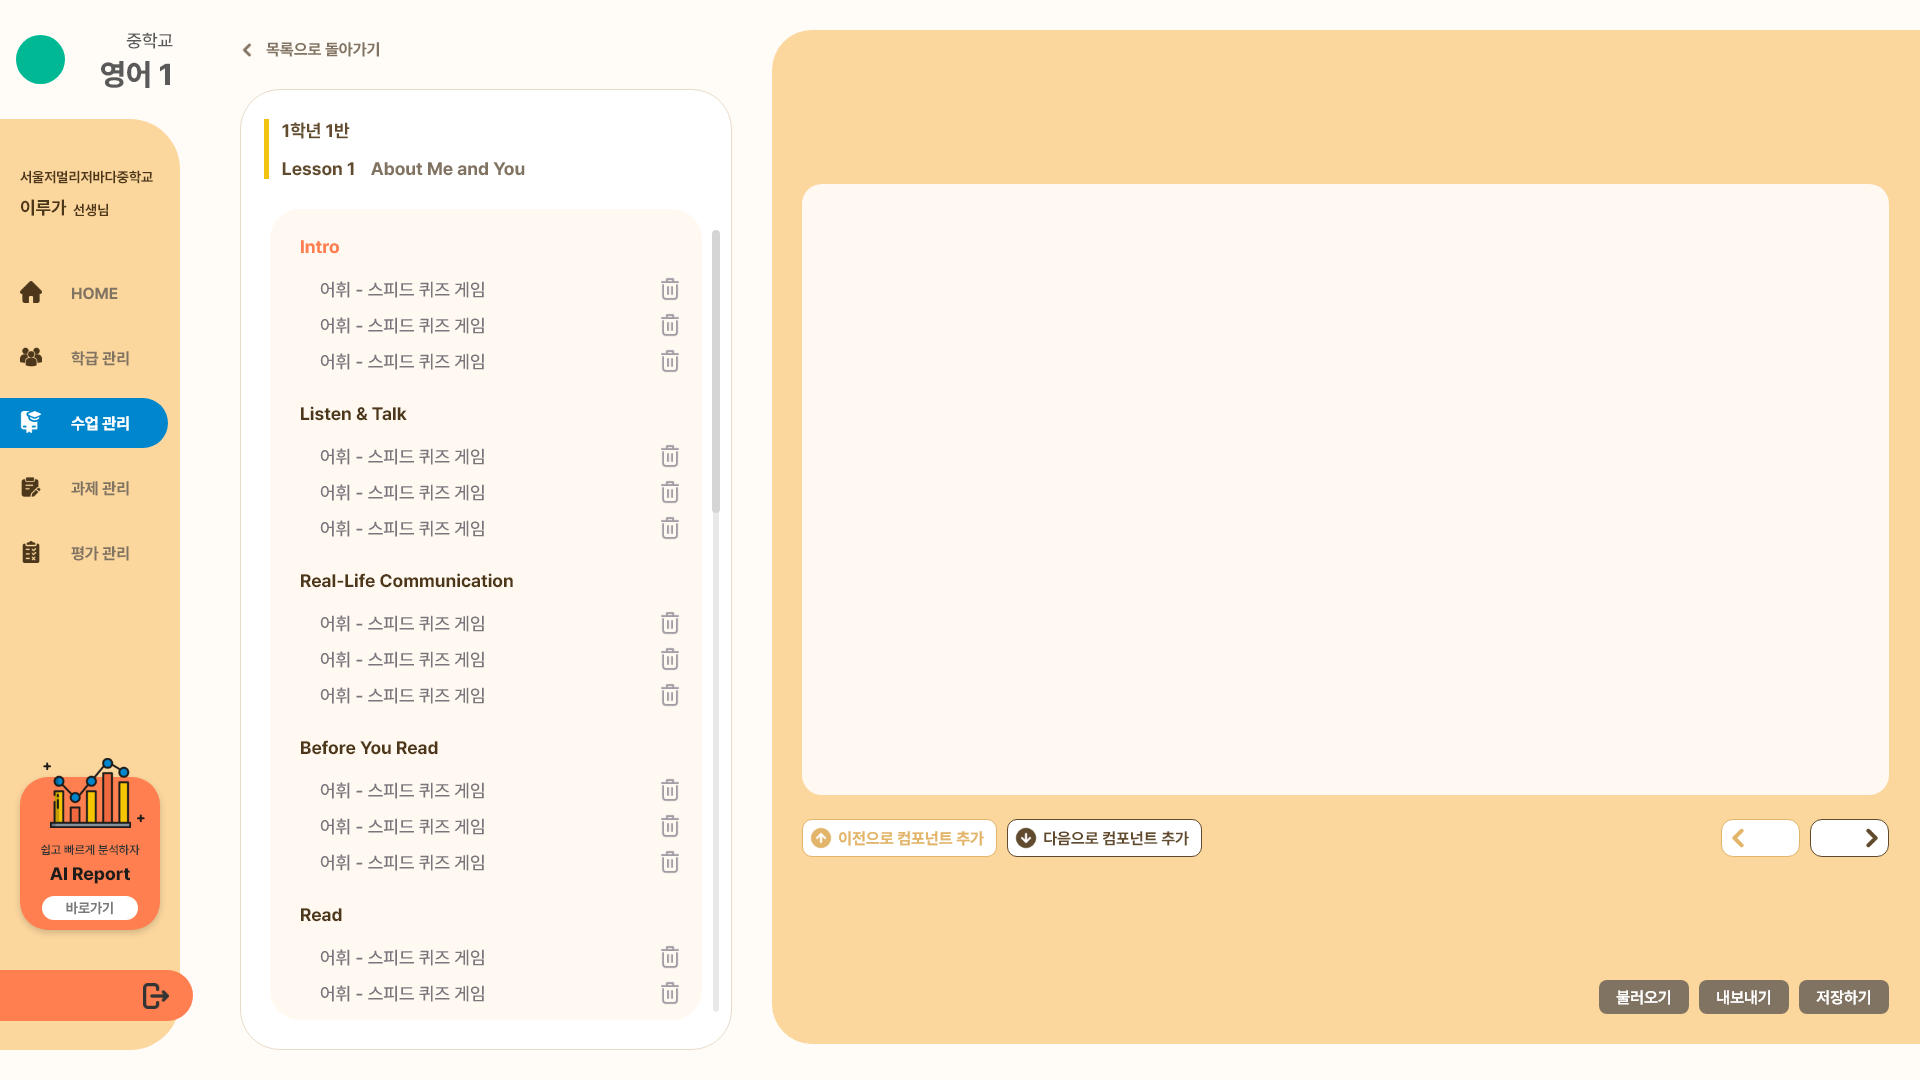 중학교
영어 1
서울저멀리저바다중학교
이루가 선생님
HOME
학급 관리
수업 관리
과제 관리
평가 관리
쉽고 빠르게 분석하자
AI Report
바로가기
목록으로 돌아가기
1학년 1반
Lesson 1 About Me and You
Intro
어휘 - 스피드 퀴즈 게임
어휘 - 스피드 퀴즈 게임
어휘 - 스피드 퀴즈 게임
Listen & Talk
어휘 - 스피드 퀴즈 게임
어휘 - 스피드 퀴즈 게임
어휘 - 스피드 퀴즈 게임
Real-Life Communication
어휘 - 스피드 퀴즈 게임
어휘 - 스피드 퀴즈 게임
어휘 - 스피드 퀴즈 게임
Before You Read
어휘 - 스피드 퀴즈 게임
어휘 - 스피드 퀴즈 게임
어휘 - 스피드 퀴즈 게임
Read
어휘 - 스피드 퀴즈 게임
어휘 - 스피드 퀴즈 게임
이전으로 컴포넌트 추가
다음으로 컴포넌트 추가
불러오기
내보내기
저장하기